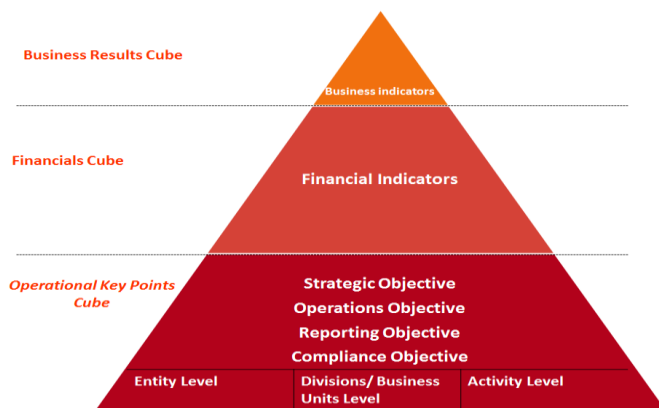 Business Results Cube
Business indicators
Financials Cube
Financial Indicators
Operational Key Points
Cube
Strategic Objective
Operations Objective
Reporting Objective
Compliance Objective
Entity Level
Divisions/ Business
Units Level
Activity Level